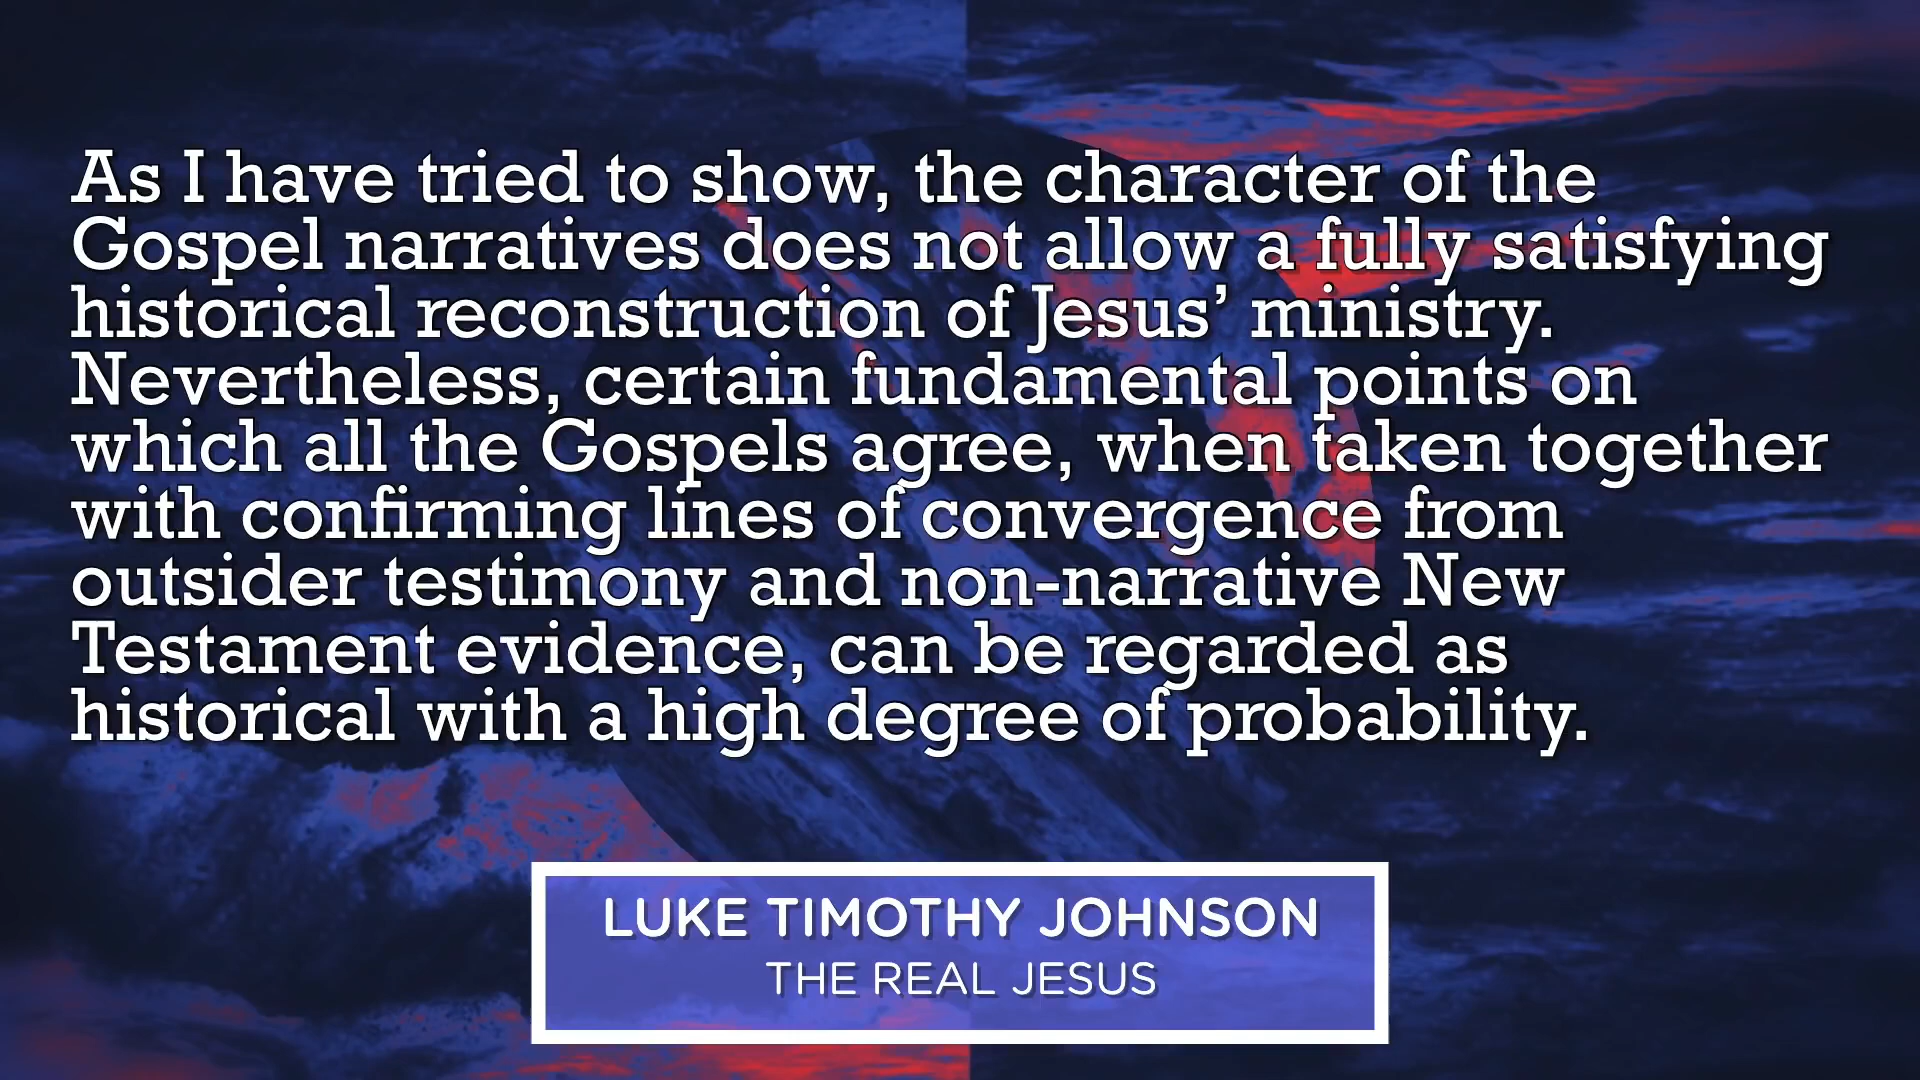 As I have tried to show, the character of the
Gospel narratives does not allow a fully satisfying
historical reconstruction of Jesus’ ministry.
Nevertheless, certain fundamental points on
which all the Gospels agree, when taken together
with confirming lines of convergence from
outsider testimony and non-narrative New
Testament evidence, can be regarded as
historical with a high degree of probability.
LUKE TIMOTHY JOHNSON
THE REAL JESUS